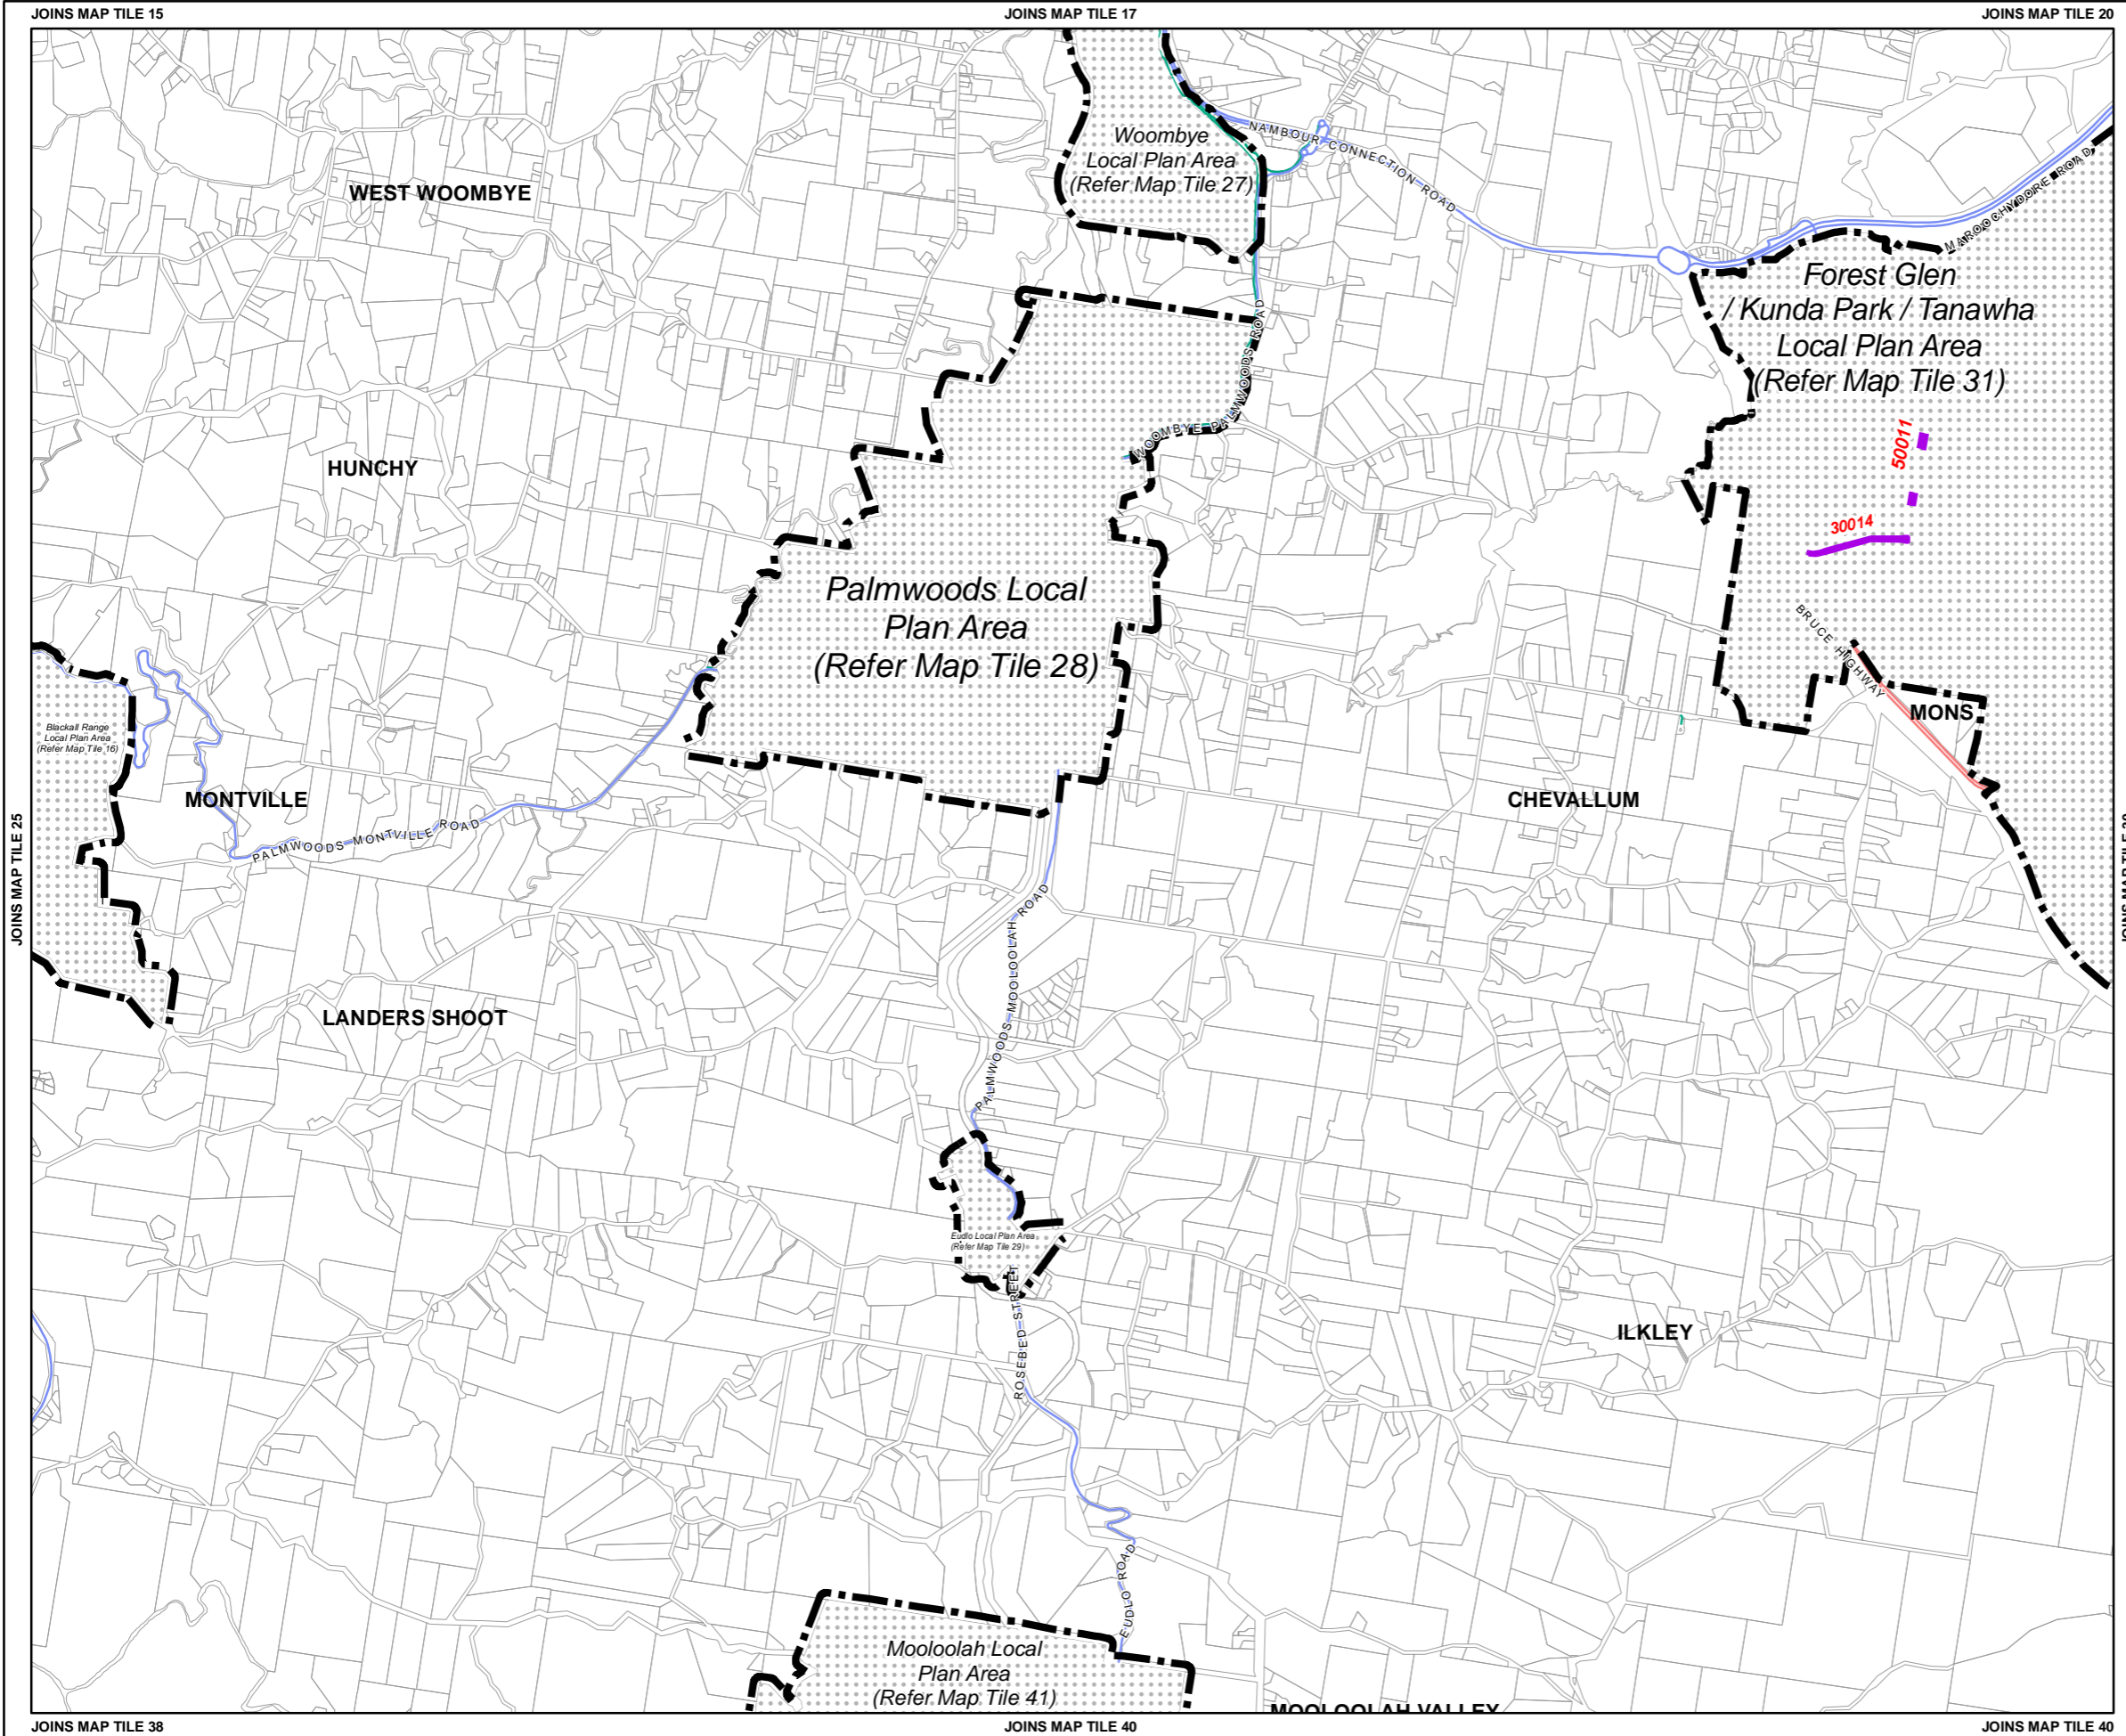 JOINS MAP TILE 15
JOINS MAP TILE 17
JOINS MAP TILE 20
Woombye
Local Plan Area
(Refer Map Tile 27)
NAMBOUR CONNECTION ROAD
MAROOCHYDORE ROAD
WEST WOOMBYE
Forest Glen
/ Kunda Park / Tanawha
Local Plan Area
(Refer Map Tile 31)
WOOMBYE PALMWOODS ROAD
HUNCHY
50011
30014
Palmwoods Local
Plan Area
(Refer Map Tile 28)
BRUCE HIGHWAY
MONS
Blackall Range
Local Plan Area
(Refer Map Tile 16)
MONTVILLE
CHEVALLUM
PALMWOODS MONTVILLE ROAD
JOINS MAP TILE 25
JOINS MAP TILE
PALMWOODS MOOLOOLAH ROAD
LANDERS SHOOT
Eudlo Local Plan Area
(Refer Map Tile 29)
ROSEBED STREET
ILKLEY
EUDLO ROAD
Mooloolah Local
Plan Area
(Refer Map Tile 41)
MOOLOOLAH VALLEY
JOINS MAP TILE 38
JOINS MAP TILE 40
JOINS MAP TILE 40